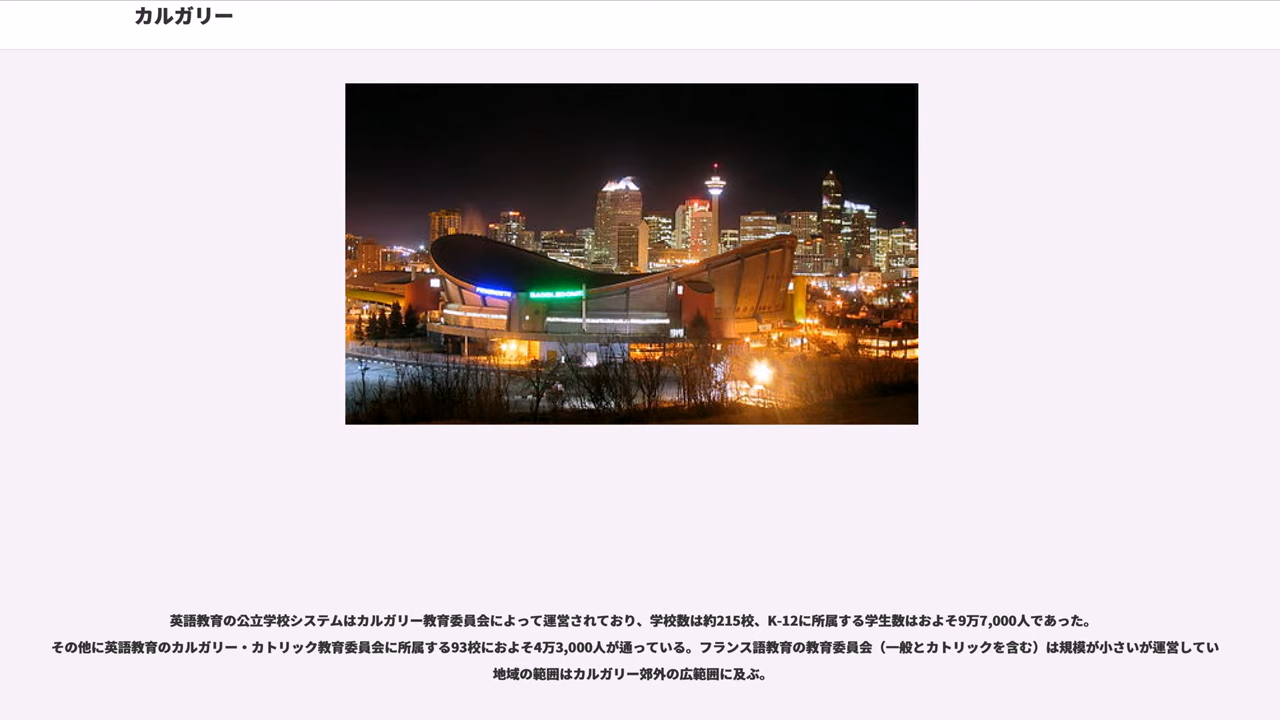 カルガリー
SADDLEDOME
英語教育の公立学校システムはカルガリー教育委員会によって運営されており、学校数は約215校、K-12に所属する学生数はおよそ9万7,000人であった。
その他に英語教育のカルガリー・カトリック教育委員会に所属する93校におよそ4万3,000人が通っている。フランス語教育の教育委員会（一般とカトリックを含む）は規模が小さいが運営してい
地域の範囲はカルガリー郊外の広範囲に及ぶ。